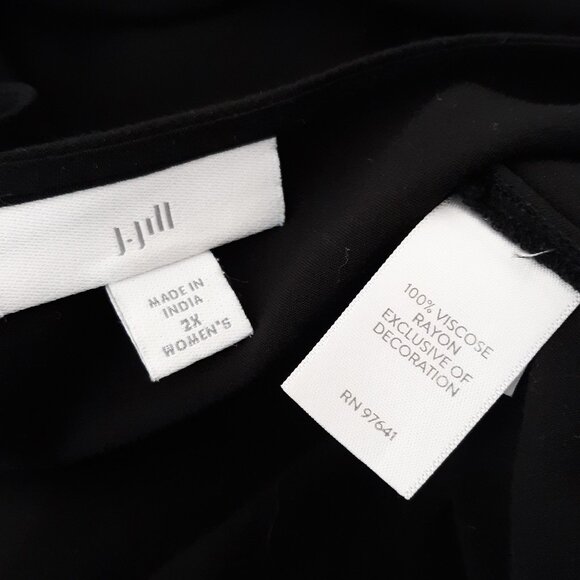 J.Jill
MADE IN
INDIA
2X
WOMEN'S
100% VISCOSE
RAYON
EXCLUSIVE OF
DECORATION
RN 97641